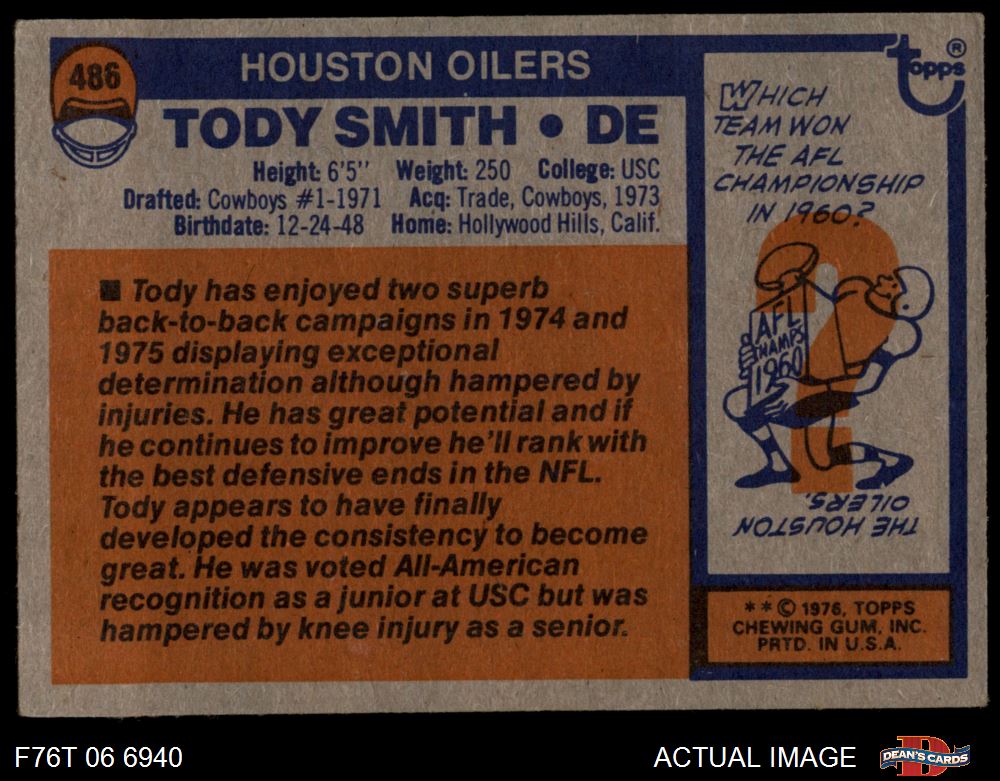 486
HOUSTON OILERS
TODY SMITH • DE
Height: 6'5'' Weight: 250 College: USC
Drafted: Cowboys #1-1971 Acq: Trade, Cowboys, 1973
Birthdate: 12-24-48 Home: Hollywood Hills, Calif.
■ Tody has enjoyed two superb
back-to-back campaigns in 1974 and
1975 displaying exceptional
determination although hampered by
injuries. He has great potential and if
he continues to improve he'll rank with
the best defensive ends in the NFL.
Tody appears to have finally
developed the consistency to become
great. He was voted All-American
recognition as a junior at USC but was
hampered by knee injury as a senior.
Topps ®
WHICH
TEAM WON
THE AFL
CHAMPIONSHIP
IN 1960?
?
AFL
CHAMPS
1960
THE HOUSTON
OILERS.
**© 1976, TOPPS
CHEWING GUM, INC.
PRTD. IN U.S.A.
F76T 06 6940
ACTUAL IMAGE
D
DEAN'S CARDS